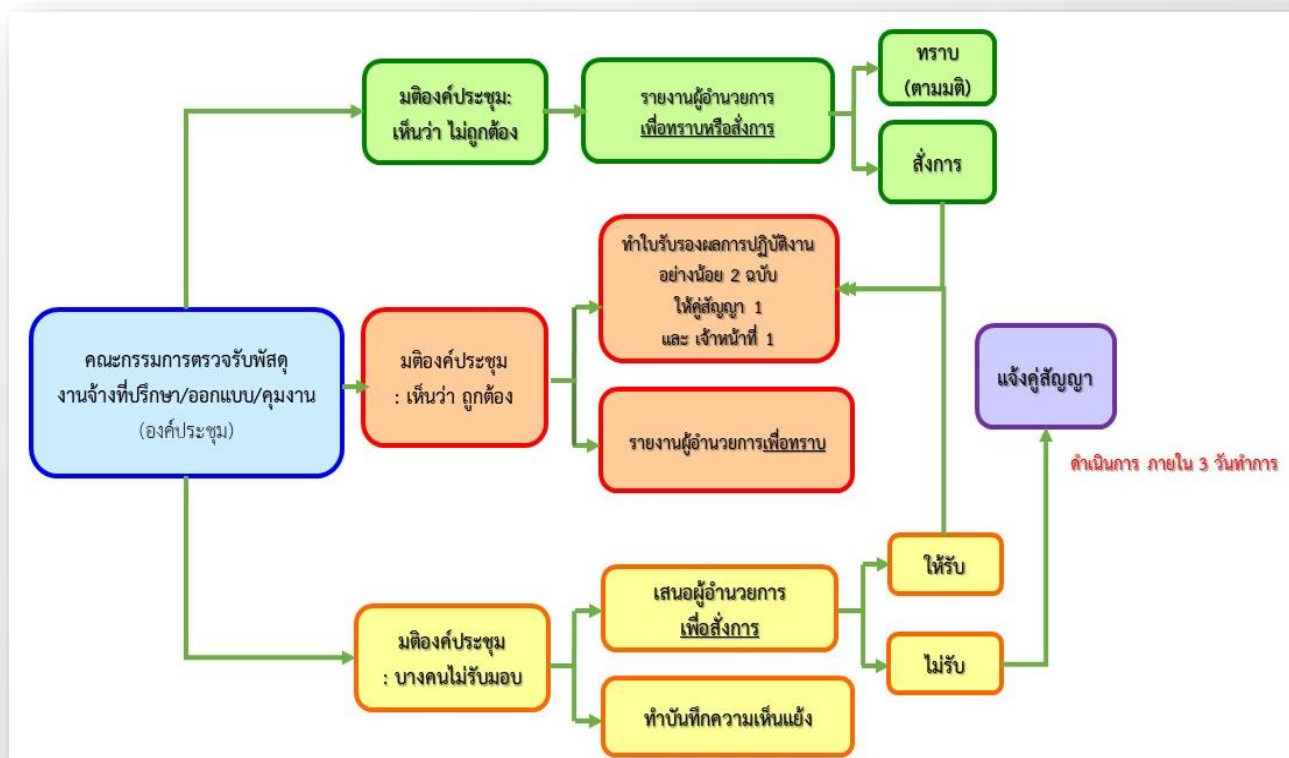 มติองค์ประชุม:
เห็นว่า ไม่ถูกต้อง
รายงานผู้อำนวยการ
เพื่อทราบหรือสั่งการ
ทราบ
(ตามมติ)
สั่งการ
คณะกรรมการตรวจรับพัสดุ
งานจ้างที่ปรึกษา/ออกแบบ/คุมงาน
(องค์ประชุม)
มติองค์ประชุม
: เห็นว่า ถูกต้อง
ทำใบรับรองผลการปฏิบัติงาน
อย่างน้อย 2 ฉบับ
ให้คู่สัญญา 1
และ เจ้าหน้าที่ 1
รายงานผู้อำนวยการเพื่อทราบ
แจ้งคู่สัญญา
ดำเนินการ ภายใน 3 วันทำการ
มติองค์ประชุม
: บางคนไม่รับมอบ
เสนอผู้อำนวยการ
เพื่อสั่งการ
ทำบันทึกความเห็นแย้ง
ให้รับ
ไม่รับ